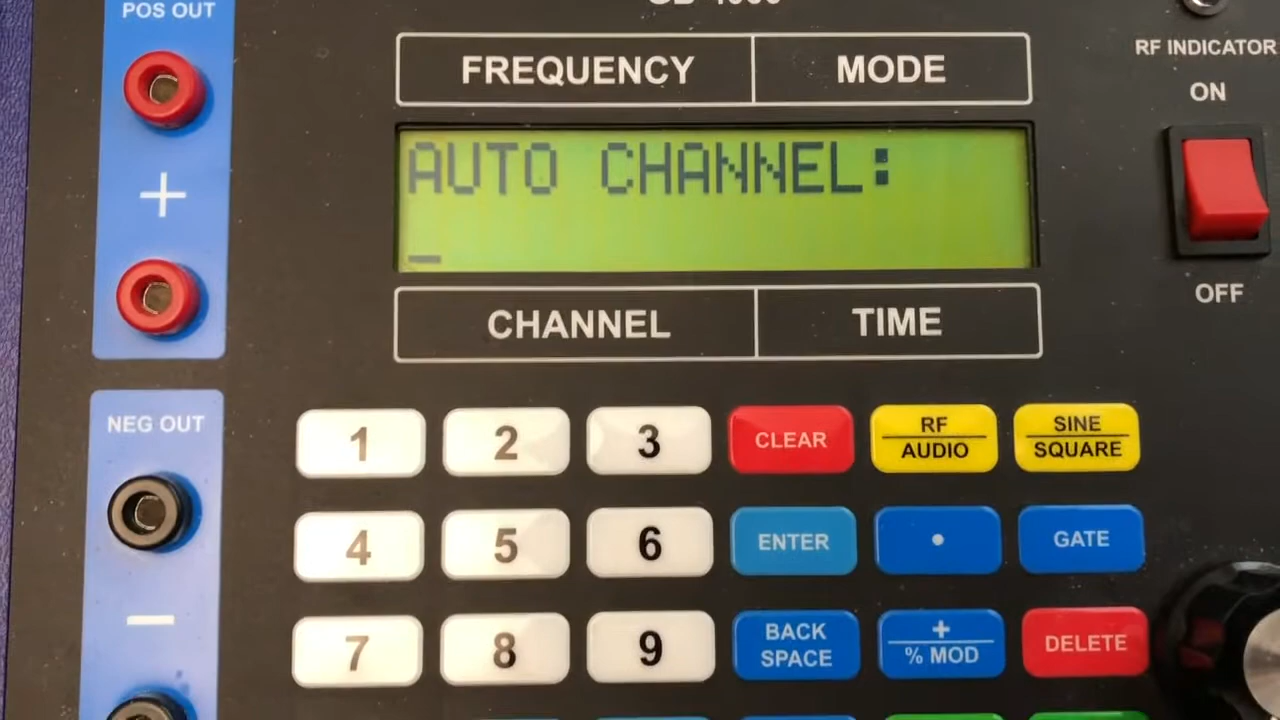 POS OUT
FREQUENCY MODE
RF INDICATOR
ON
AUTO CHANNEL:
OFF
CHANNEL TIME
NEG OUT
1 2 3 CLEAR RF AUDIO SINE SQUARE
4 5 6 ENTER • GATE
7 8 9 BACK SPACE + % MOD DELETE